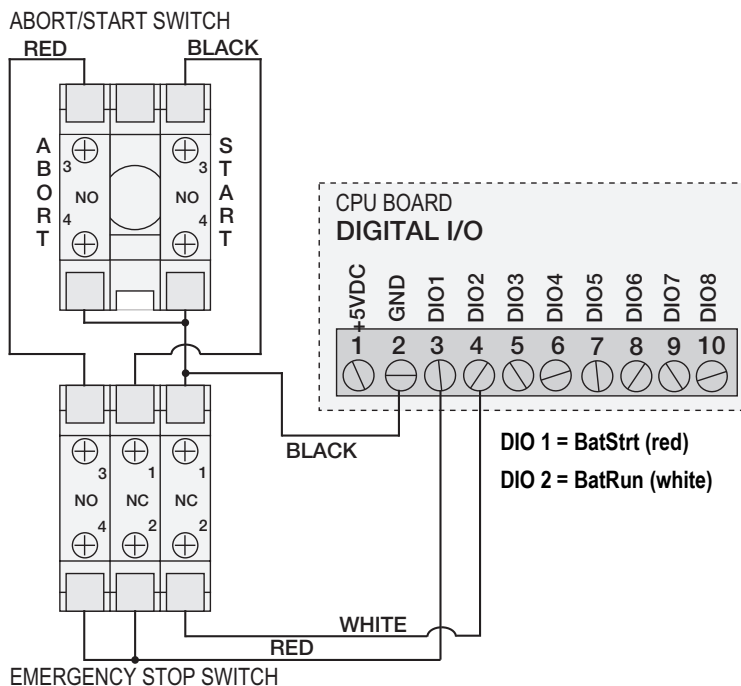 ABORT/START SWITCH
RED BLACK
ABORT
START
3 3
NO NO
4 4
CPU BOARD
DIGITAL I/O
+5VDC GND DIO1 DIO2 DIO3 DIO4 DIO5 DIO6 DIO7 DIO8
1 2 3 4 5 6 7 8 9 10
BLACK
DIO 1 = BatStrt (red)
DIO 2 = BatRun (white)
3 1 1
NO NC NC
4 2 2
WHITE
RED
EMERGENCY STOP SWITCH